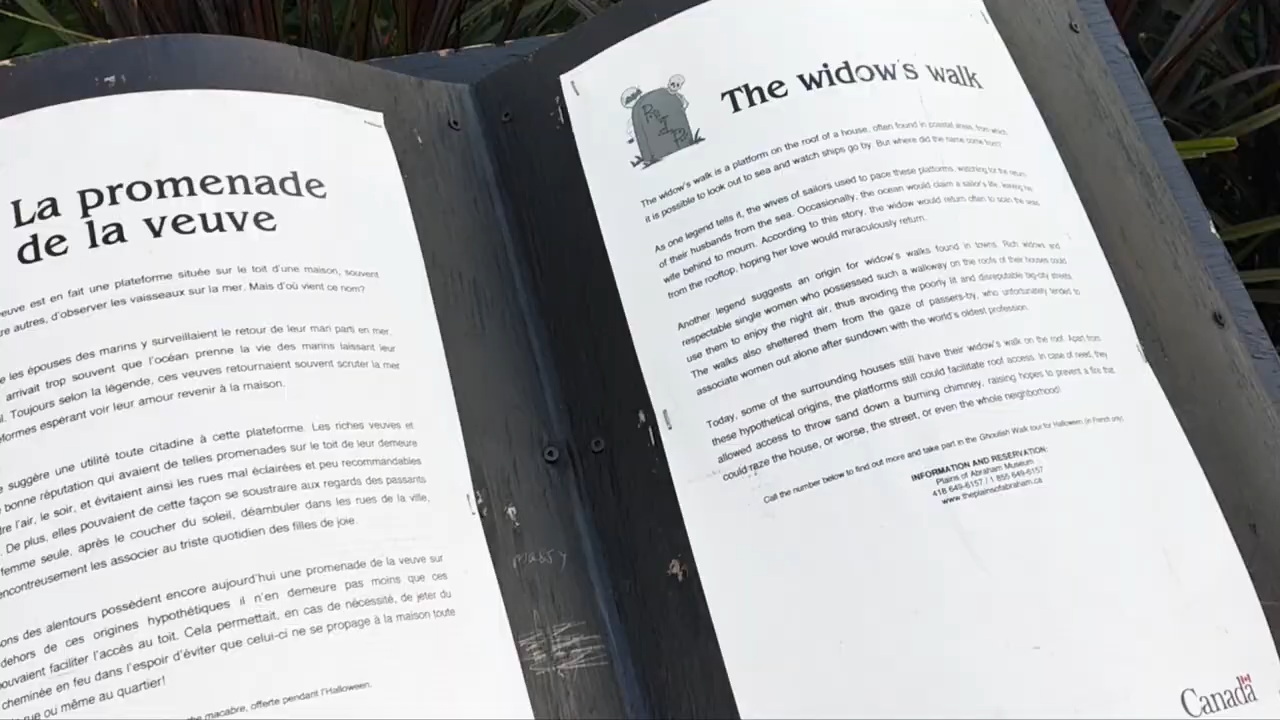 La promenade
de la veuve
euve est en fait une plateforme située sur le toit d'une maison, souvent
re autres, d'observer les vaisseaux sur la mer. Mais d'où vient ce nom?
e les épouses des marins y surveillaient le retour de leur mari parti en mer.
arrivait trop souvent que l'océan prenne la vie des marins laissant leur
l. Toujours selon la légende, ces veuves retournaient souvent scruter la mer
formes espérant voir leur amour revenir à la maison.
e suggère une utilité toute citadine à cette plateforme. Les riches veuves et
bonne réputation qui avaient de telles promenades sur le toit de leur demeure
dre l'air, le soir, et évitaient ainsi les rues mal éclairées et peu recommandables
. De plus, elles pouvaient de cette façon se soustraire aux regards des passants
femme seule, après le coucher du soleil, déambuler dans les rues de la ville,
encontreusement les associer au triste quotidien des filles de joie.
ons des alentours possèdent encore aujourd'hui une promenade de la veuve sur
dehors de ces origines hypothétiques il n'en demeure pas moins que ces
ouvaient faciliter l'accès au toit. Cela permettait, en cas de nécessité, de jeter du
cheminée en feu dans l'espoir d'éviter que celui-ci ne se propage à la maison toute
rue ou même au quartier!
he macabre, offerte pendant l'Halloween.
massy
R.I.P.
The widow's walk
The widow's walk is a platform on the roof of a house, often found in coastal areas, from which
it is possible to look out to sea and watch ships go by. But where did the name come from?
As one legend tells it, the wives of sailors used to pace these platforms, watching for the return
of their husbands from the sea. Occasionally, the ocean would claim a sailor's life, leaving his
wife behind to mourn. According to this story, the widow would return often to scan the seas
from the rooftop, hoping her love would miraculously return.
Another legend suggests an origin for widow's walks found in towns. Rich widows and
respectable single women who possessed such a walkway on the roofs of their houses could
use them to enjoy the night air, thus avoiding the poorly lit and disreputable big-city streets.
The walks also sheltered them from the gaze of passers-by, who unfortunately tended to
associate women out alone after sundown with the world's oldest profession.
Today, some of the surrounding houses still have their widow's walk on the roof. Apart from
these hypothetical origins, the platforms still could facilitate roof access. In case of need, they
allowed access to throw sand down a burning chimney, raising hopes to prevent a fire that
could raze the house, or worse, the street, or even the whole neighborhood!
Call the number below to find out more and take part in the Ghoulish Walk tour for Halloween. (in French only)
INFORMATION AND RESERVATION:
Plains of Abraham Museum
418 649-6157 / 1 855 649-6157
www.theplainsofabraham.ca
Canada